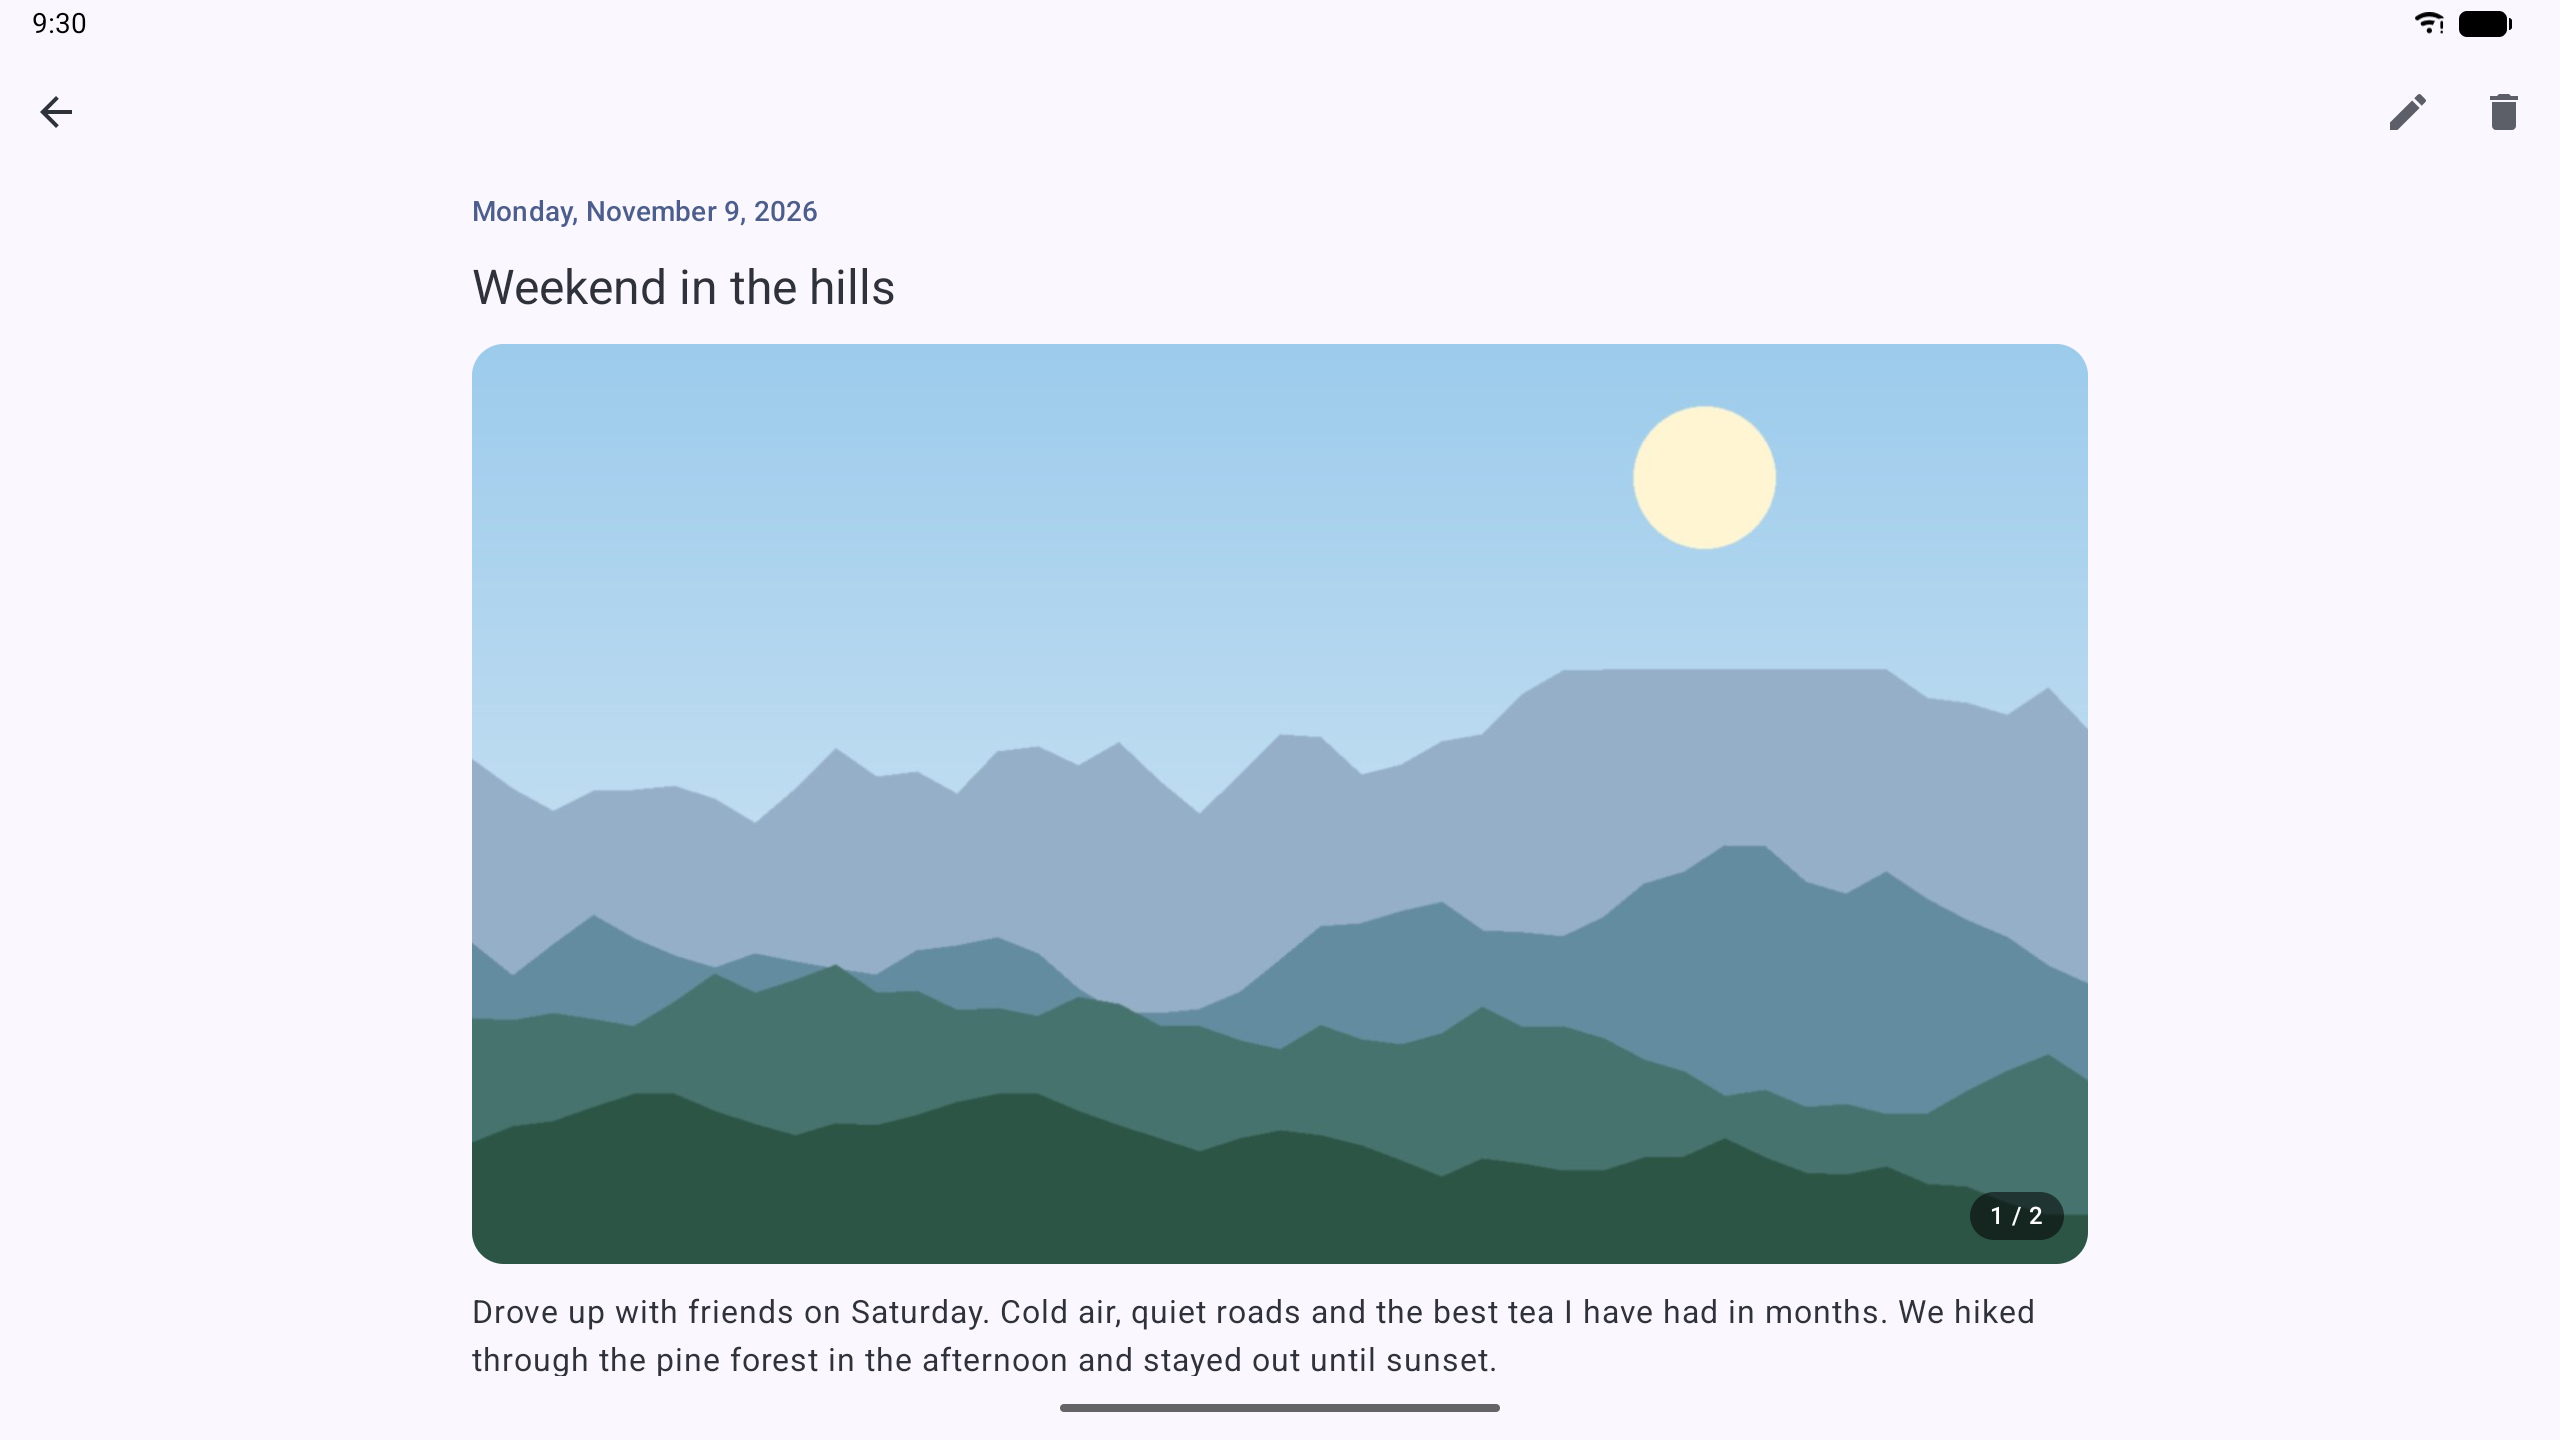 9:30
Monday, November 9, 2026
Weekend in the hills
1 / 2
Drove up with friends on Saturday. Cold air, quiet roads and the best tea I have had in months. We hiked
through the pine forest in the afternoon and stayed out until sunset.